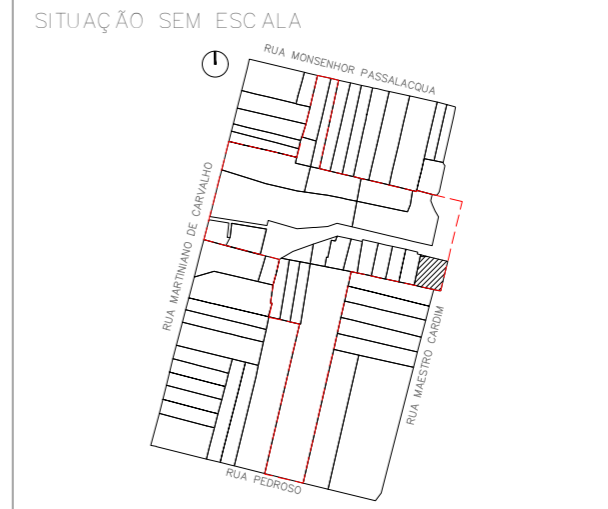 SITUAÇÃO SEM ESCALA
RUA MONSENHOR PASSALACQUA
RUA MARTINIANO DE CARVALHO
RUA MAESTRO CARDIM
RUA PEDROSO